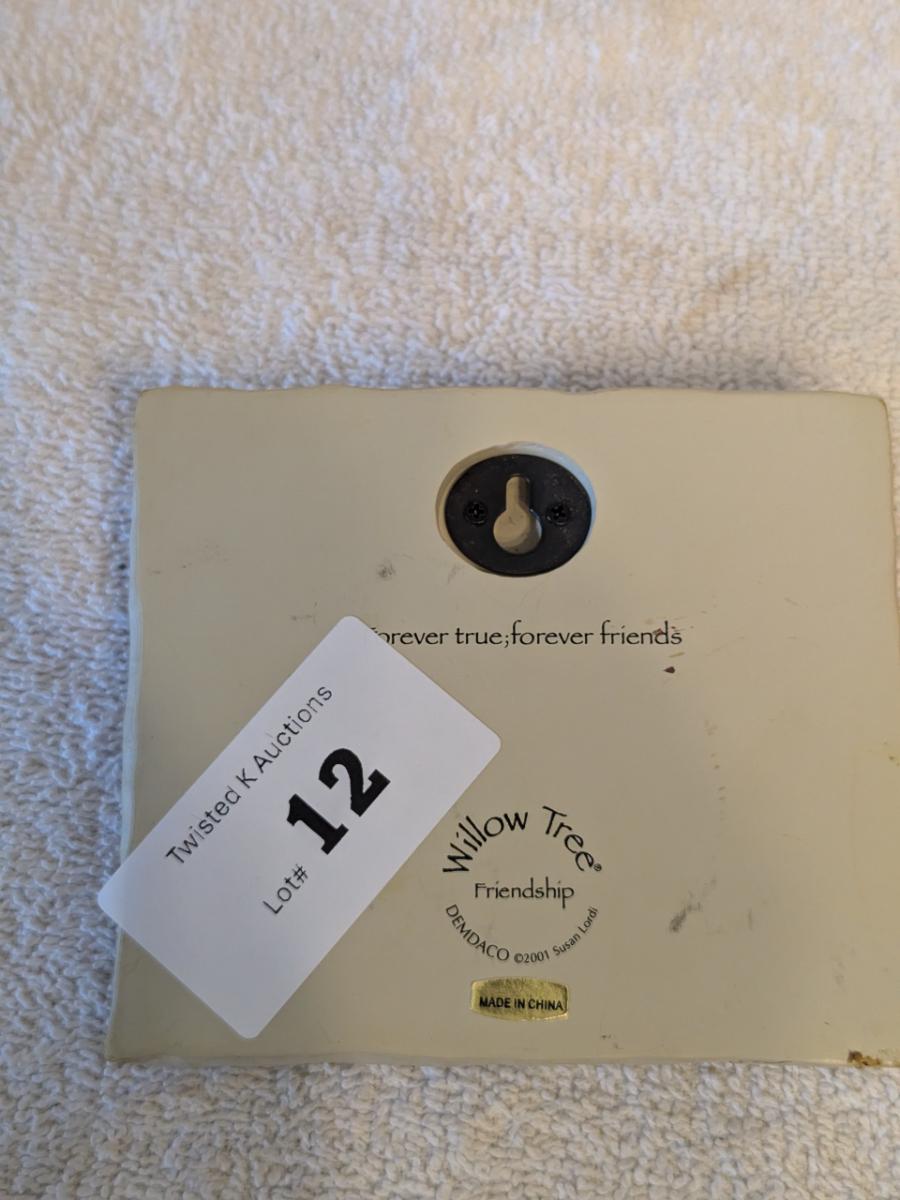 forever true;forever friends
Twisted K Auctions
Lot# 12
Willow Tree®
Friendship
DEMDACO ©2001 Susan Lordi
MADE IN CHINA